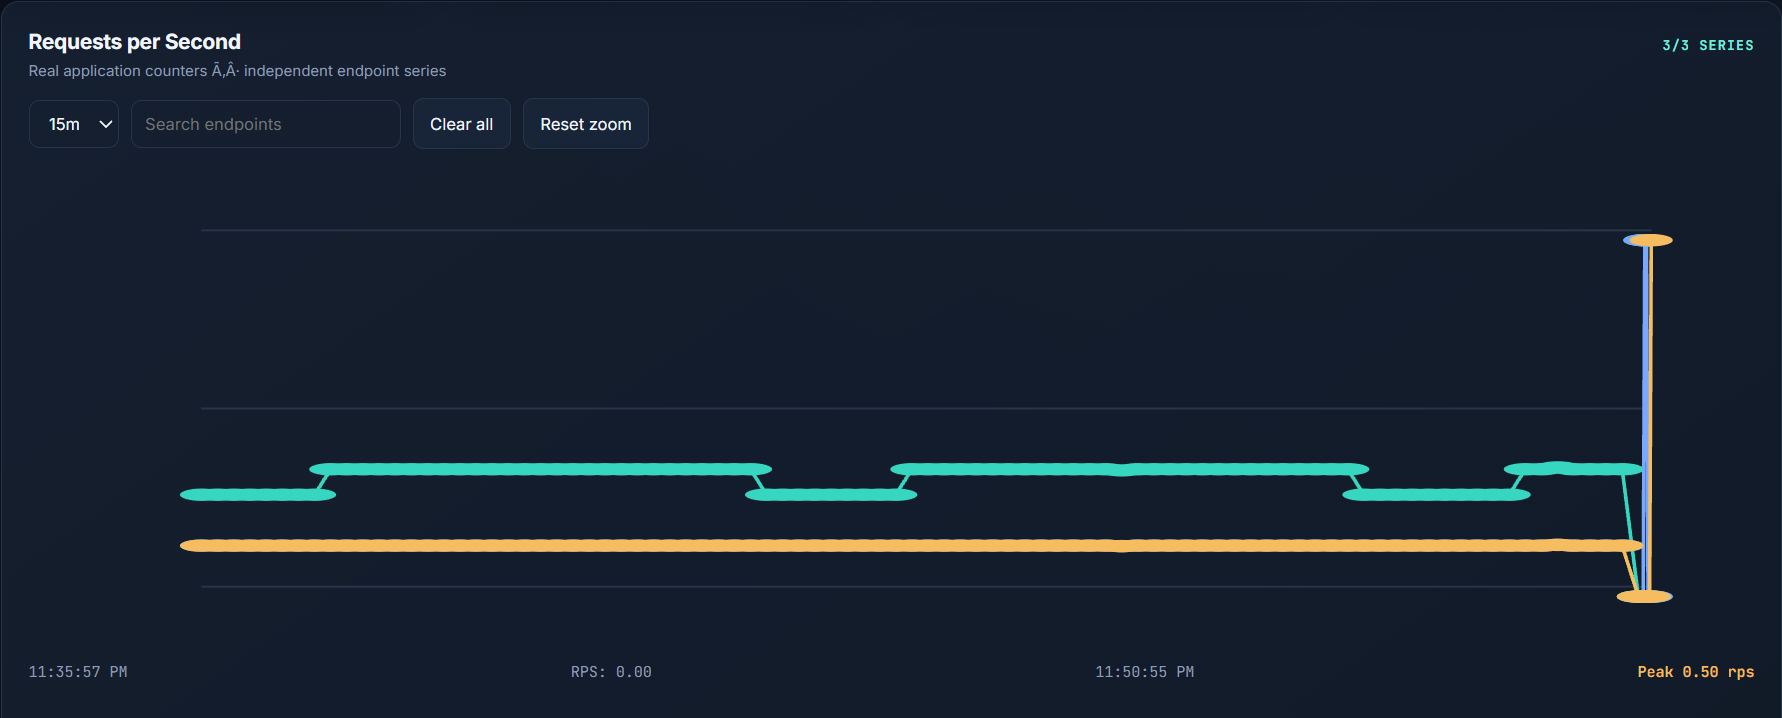 Requests per Second
3/3 SERIES
Real application counters Ã‚Â· independent endpoint series
15m
Search endpoints
Clear all
Reset zoom
11:35:57 PM
RPS: 0.00
11:50:55 PM
Peak 0.50 rps